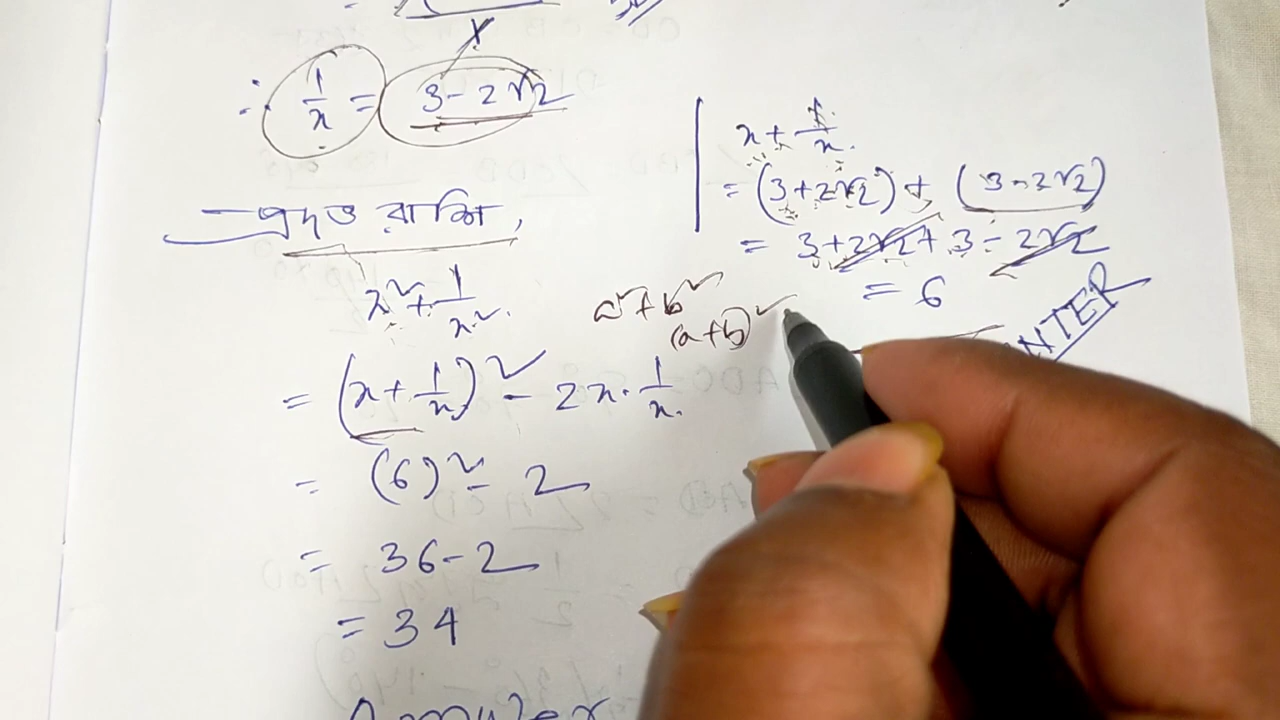 ∴ 1/x = 3 - 2√2
প্রদত্ত রাশি,
x² + 1/x².
= (x + 1/x)² - 2x · 1/x.
= (6)² - 2
= 36 - 2
= 34
Answer
x + 1/x.
= (3 + 2√2) + (3 - 2√2)
= 3 + 2√2 + 3 - 2√2
= 6
a² + b²
(a + b)²